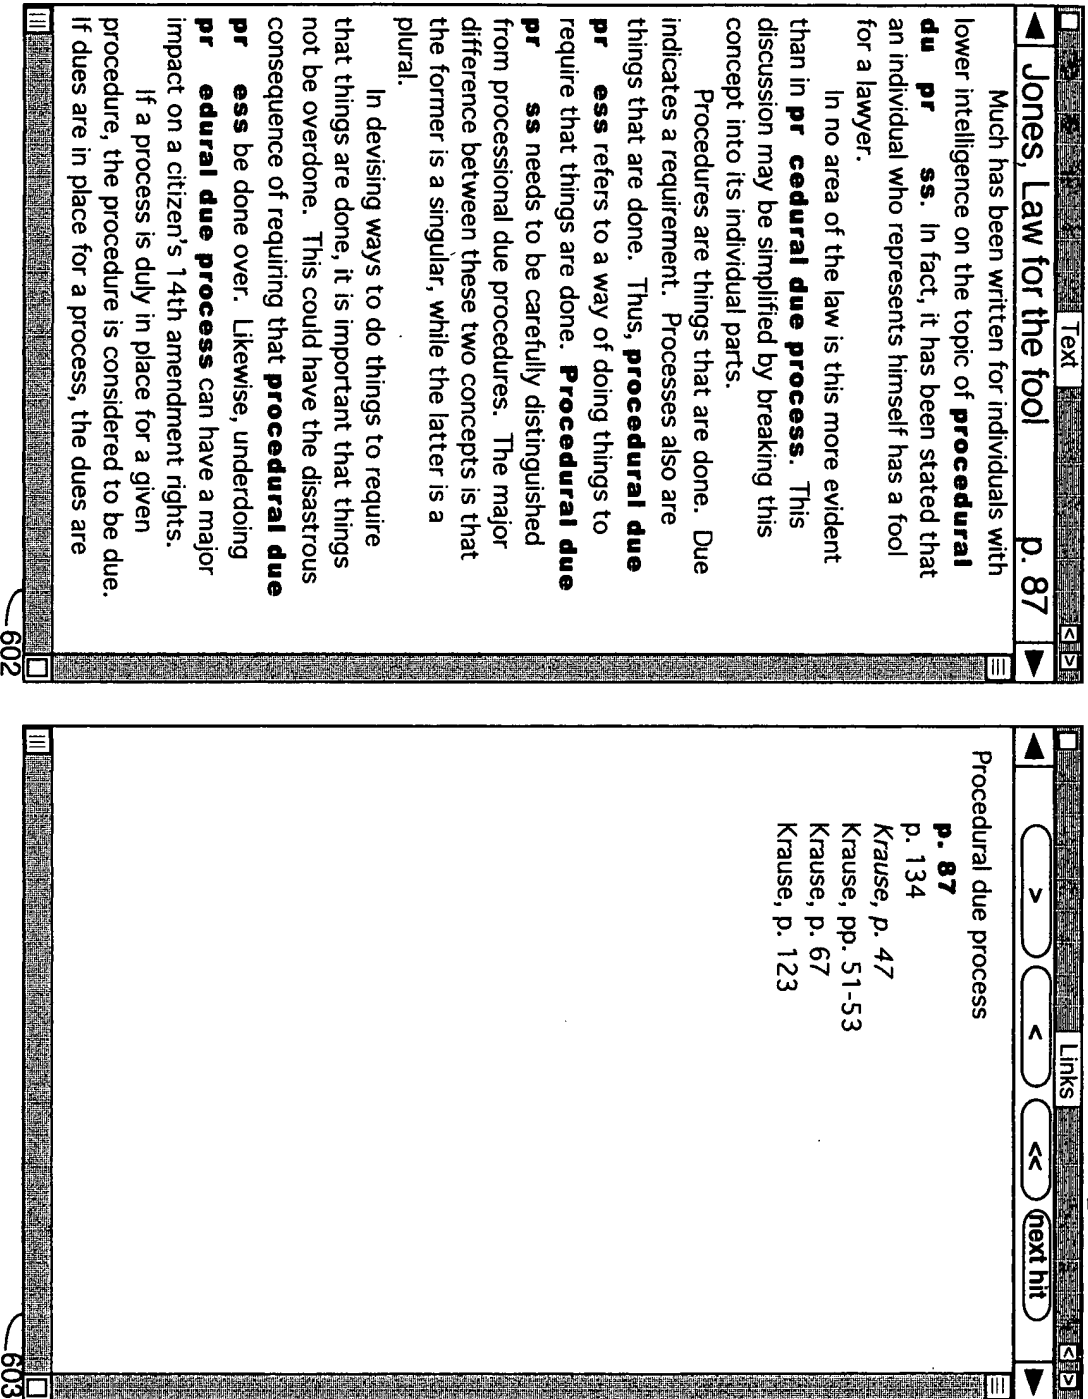 Text
Jones, Law for the fool p. 87
Much has been written for individuals with
lower intelligence on the topic of procedural
du pr ss. In fact, it has been stated that
an individual who represents himself has a fool
for a lawyer.
In no area of the law is this more evident
than in pr cedural due process. This
discussion may be simplified by breaking this
concept into its individual parts.
Procedures are things that are done. Due
indicates a requirement. Processes also are
things that are done. Thus, procedural due
pr ess refers to a way of doing things to
require that things are done. Procedural due
pr ss needs to be carefully distinguished
from processional due procedures. The major
difference between these two concepts is that
the former is a singular, while the latter is a
plural.
In devising ways to do things to require
that things are done, it is important that things
not be overdone. This could have the disastrous
consequence of requiring that procedural due
pr ess be done over. Likewise, underdoing
pr edural due process can have a major
impact on a citizen's 14th amendment rights.
If a process is duly in place for a given
procedure, the procedure is considered to be due.
If dues are in place for a process, the dues are
602
Links
> < << next hit
Procedural due process
p. 87
p. 134
Krause, p. 47
Krause, pp. 51-53
Krause, p. 67
Krause, p. 123
603